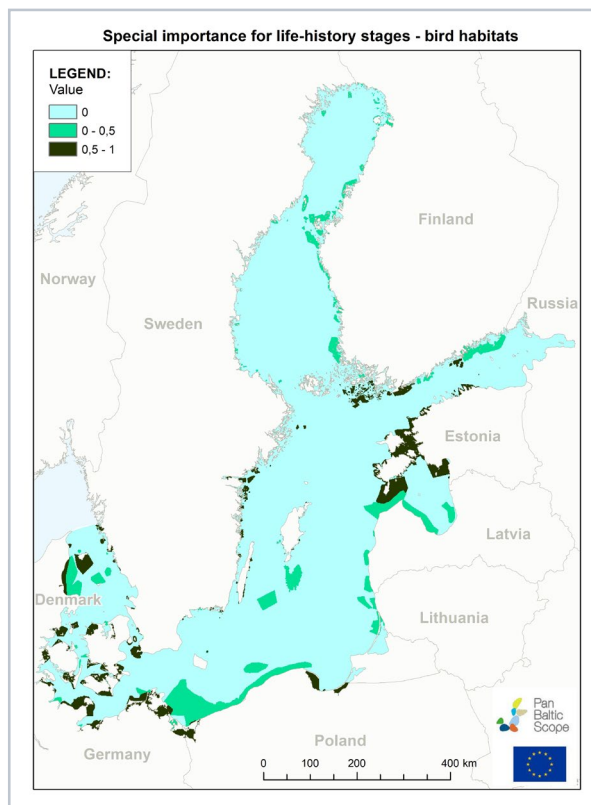 Special importance for life-history stages - bird habitats
LEGEND:
Value
0
0 - 0,5
0,5 - 1
Finland
Norway
Russia
Sweden
Estonia
Latvia
Denmark
Lithuania
Pan
Baltic
Scope
Germany
Poland
0 100 200 400 km